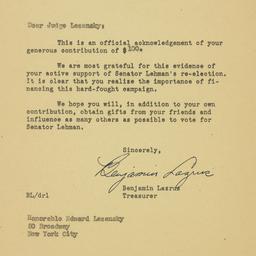 Dear Judge Lazansky:
This is an official acknowledgement of your
generous contribution of $100.
We are most grateful for this evidence of
your active support of Senator Lehman's re-election.
It is clear that you realize the importance of fi-
nancing this hard-fought campaign.
We hope you will, in addition to your own
contribution, obtain gifts from your friends and
influence as many others as possible to vote for
Senator Lehman.
Sincerely,
Benjamin Lazrus
Benjamin Lazrus
Treasurer
BL/drl
Honorable Edward Lazansky
80 Broadway
New York City